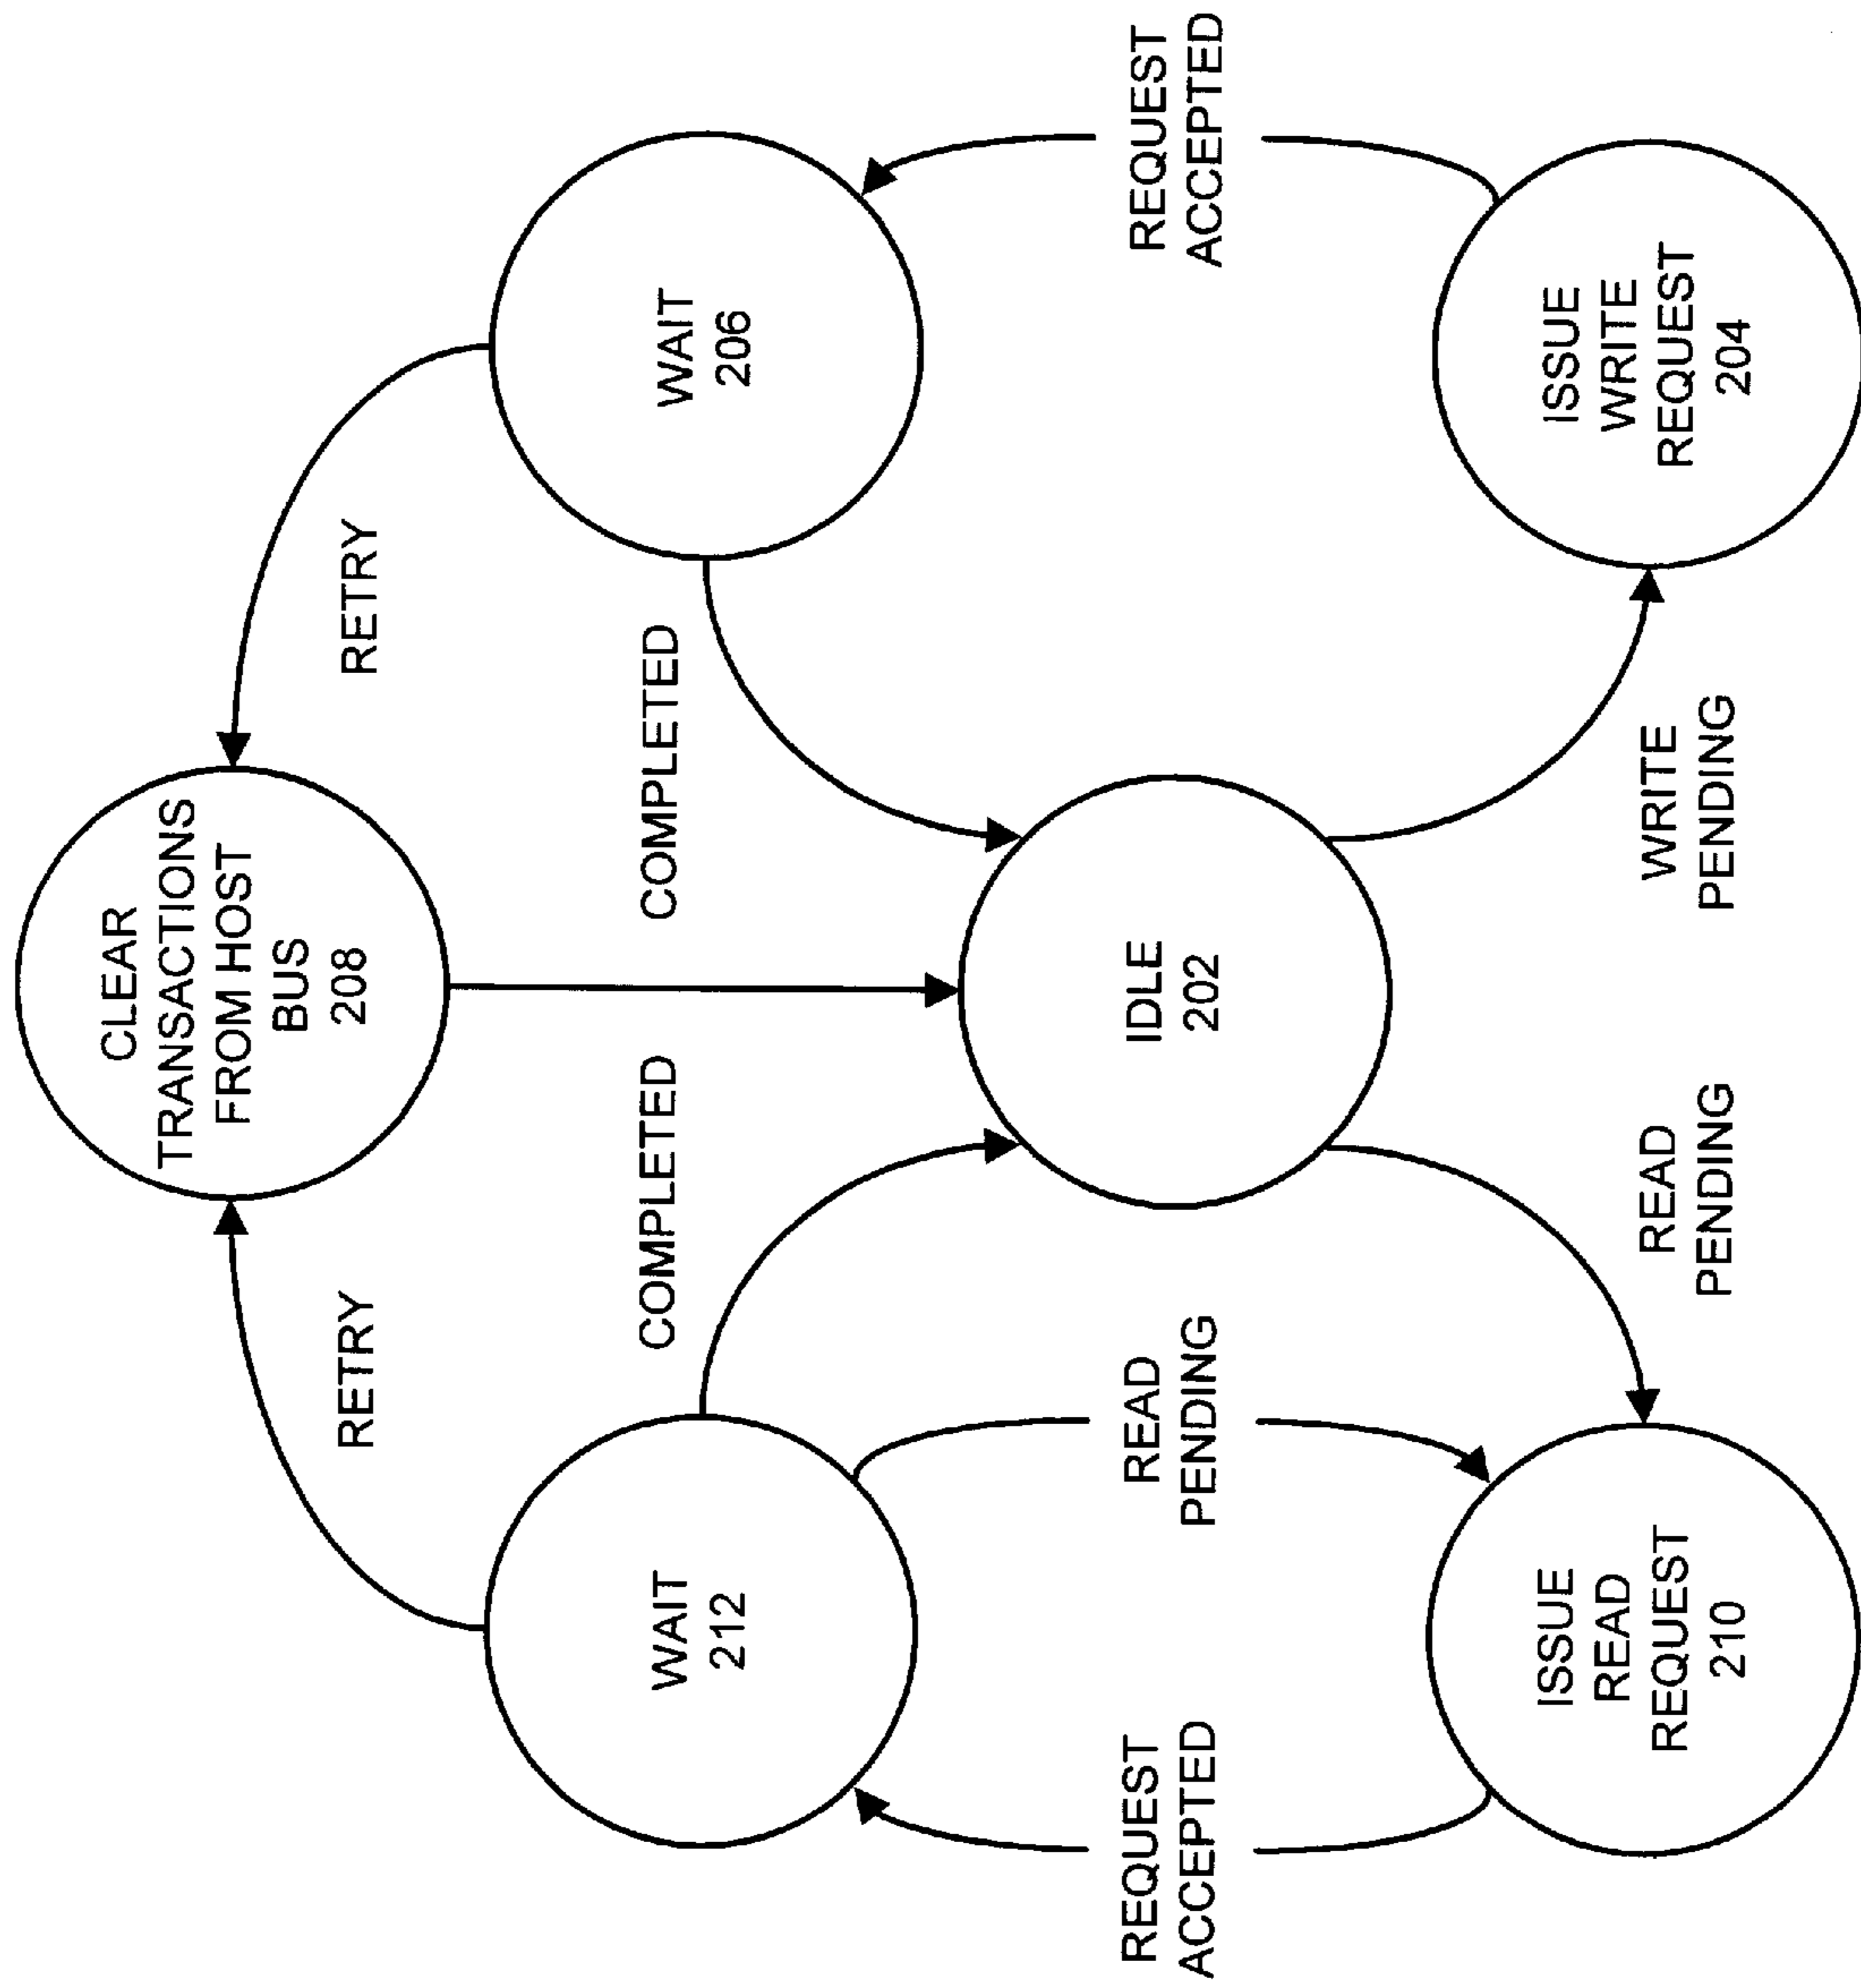 CLEAR
TRANSACTIONS
FROM HOST
BUS
208
RETRY
RETRY
WAIT
212
COMPLETED
COMPLETED
WAIT
206
REQUEST
ACCEPTED
READ
PENDING
IDLE
202
REQUEST
ACCEPTED
ISSUE
READ
REQUEST
210
READ
PENDING
WRITE
PENDING
ISSUE
WRITE
REQUEST
204